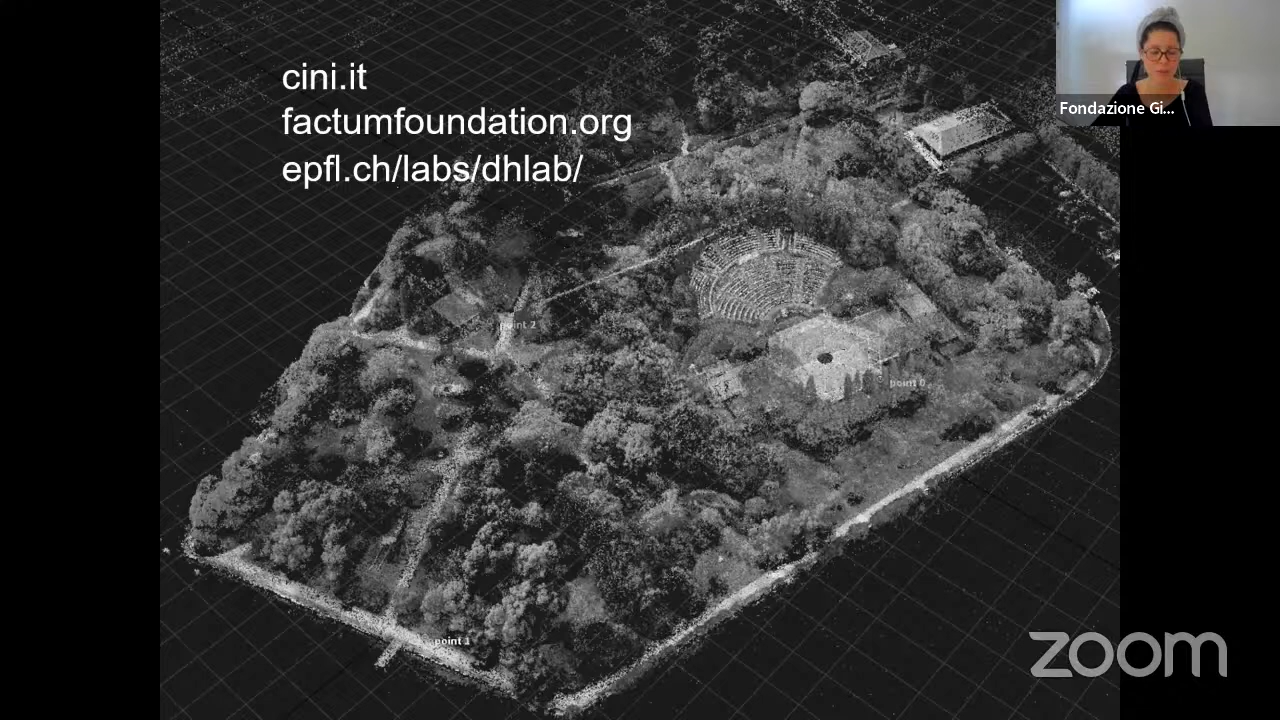 cini.it
factumfoundation.org
epfl.ch/labs/dhlab/
Fondazione Gi...
point 2
point 0
point 1
zoom